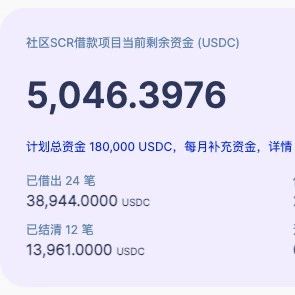 社区SCR借款项目当前剩余资金 (USDC)
5,046.3976
计划总资金 180,000 USDC，每月补充资金，详情
已借出 24 笔
38,944.0000 USDC
已结清 12 笔
13,961.0000 USDC